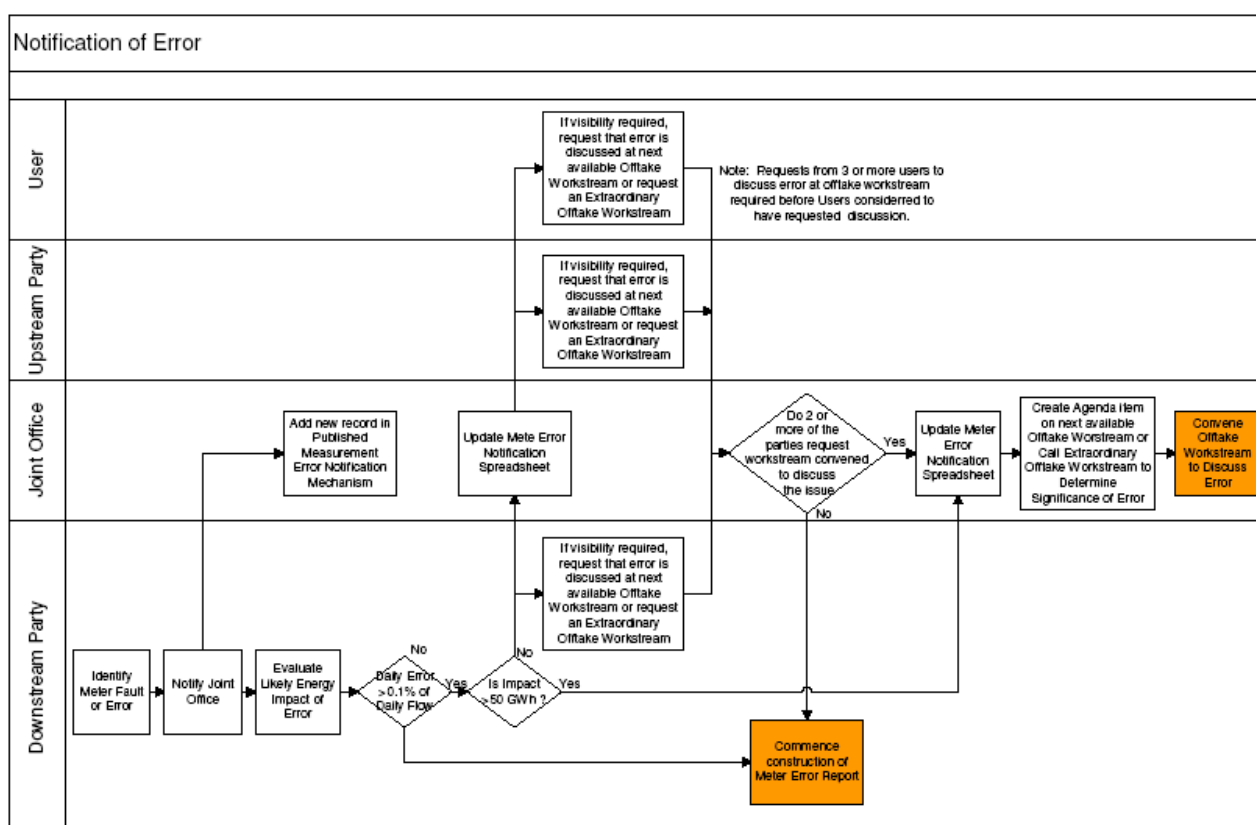 Notification of Error
User
If visibility required,
request that error is
discussed at next
available Offtake
Workstream or request
an Extraordinary
Offtake Workstream
Note: Requests from 3 or more users to
discuss error at offtake workstream
required before Users considerred to
have requested discussion.
Upstream Party
If visibility required,
request that error is
discussed at next
available Offtake
Workstream or request
an Extraordinary
Offtake Workstream
Joint Office
Add new record in
Published
Measurement
Error Notification
Mechanism
Update Mete Error
Notification
Spreadsheet
Do 2 or
more of the
parties request
workstream convened
to discuss
the issue
Yes
No
Update Meter
Error
Notification
Spreadsheet
Create Agenda item
on next available
Offtake Worstream or
Call Extraordinary
Offtake Workstream to
Determine
Significance of Error
Convene
Offtake
Workstream
to Discuss
Error
Downstream Party
If visibility required,
request that error is
discussed at next
available Offtake
Workstream or request
an Extraordinary
Offtake Workstream
Identify
Meter Fault
or Error
Notify Joint
Office
Evaluate
Likely Energy
Impact of
Error
No
Daily Error
>0.1% of
Daily Flow
Yes
No
Is Impact
>50 GWh ?
Yes
Commence
construction of
Meter Error Report